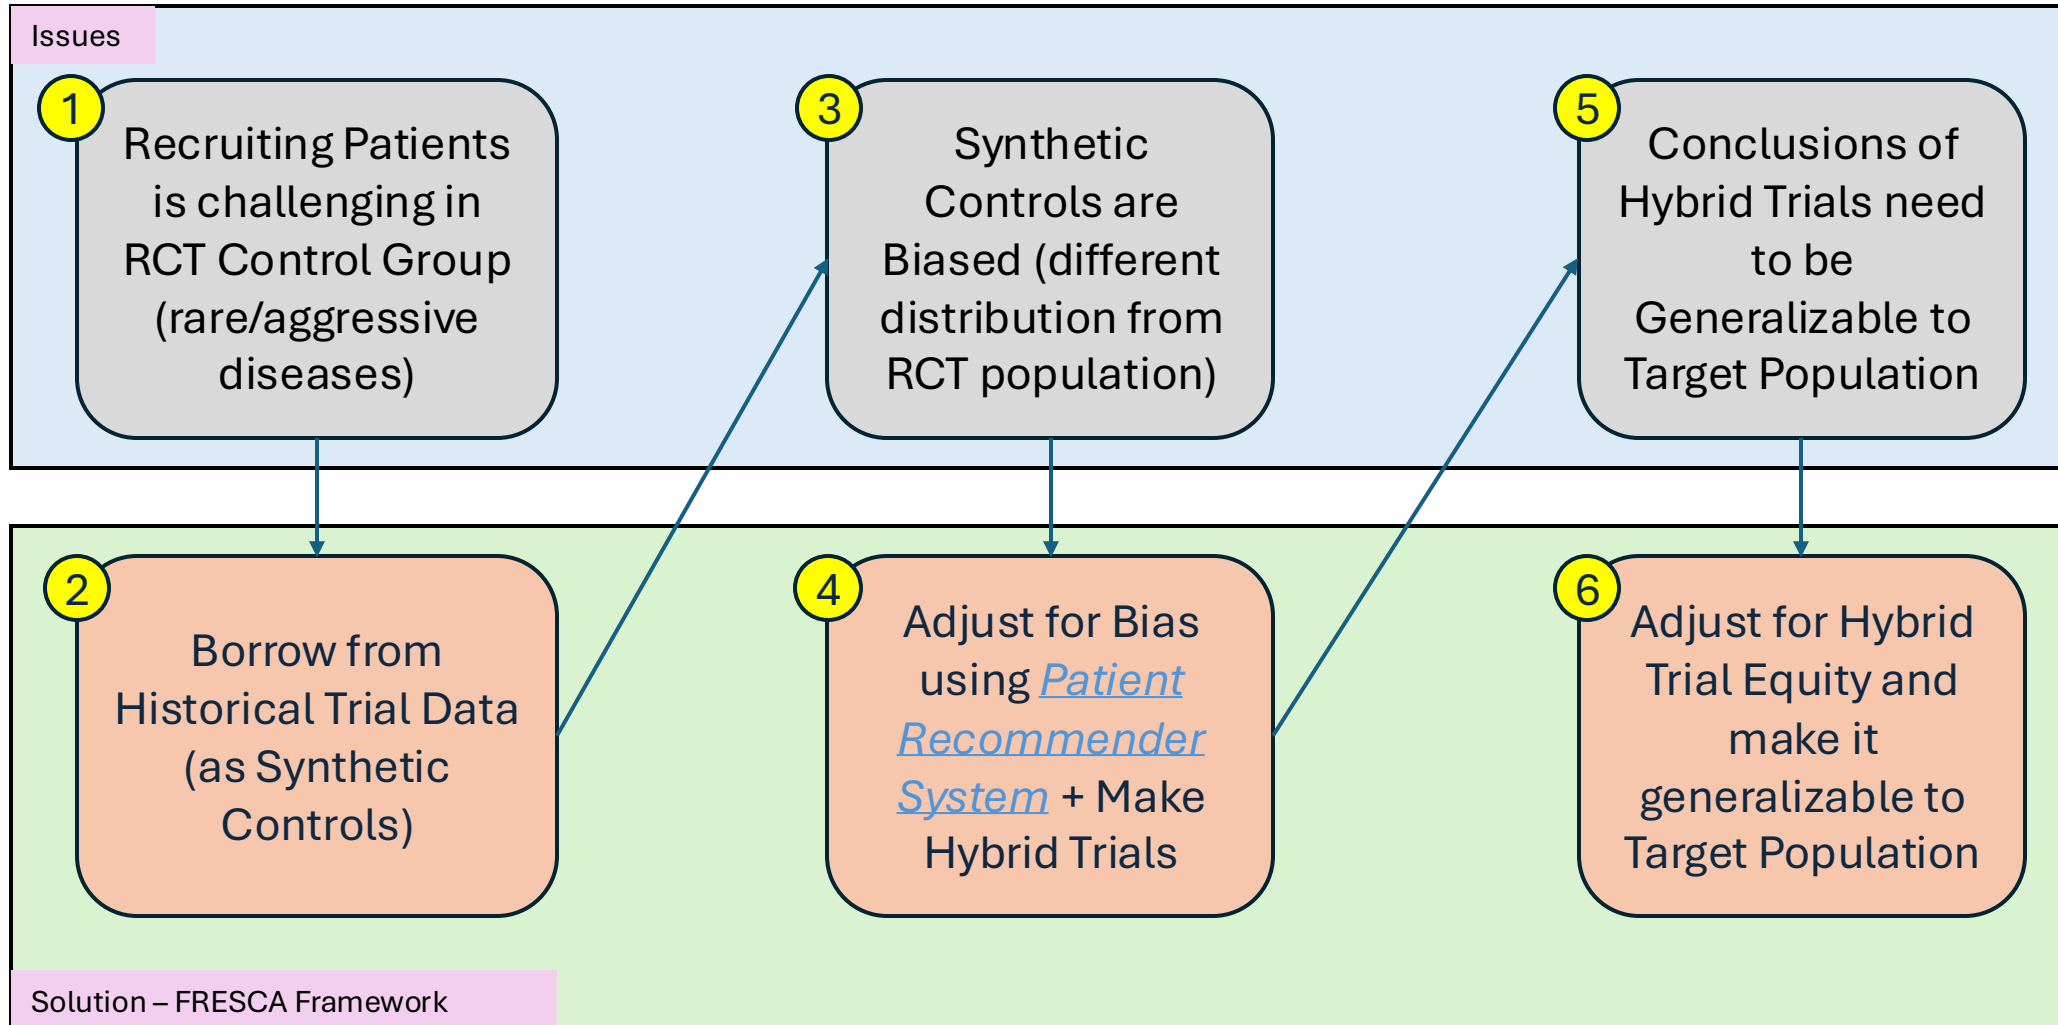 Issues
1
Recruiting Patients
is challenging in
RCT Control Group
(rare/aggressive
diseases)
3
Synthetic
Controls are
Biased (different
distribution from
RCT population)
5
Conclusions of
Hybrid Trials need
to be
Generalizable to
Target Population
2
Borrow from
Historical Trial Data
(as Synthetic
Controls)
4
Adjust for Bias
using Patient
Recommender
System + Make
Hybrid Trials
6
Adjust for Hybrid
Trial Equity and
make it
generalizable to
Target Population
Solution – FRESCA Framework